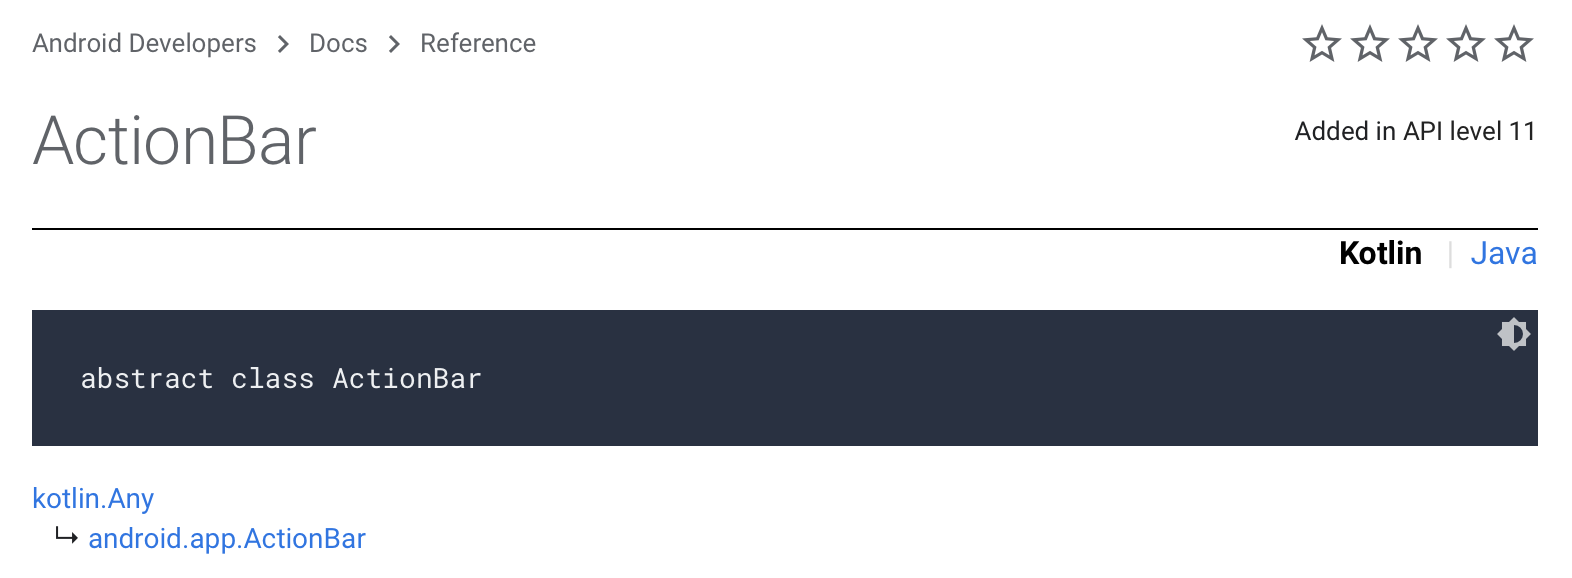 Android Developers > Docs > Reference
ActionBar
Added in API level 11
Kotlin | Java
abstract class ActionBar
kotlin.Any
↳ android.app.ActionBar